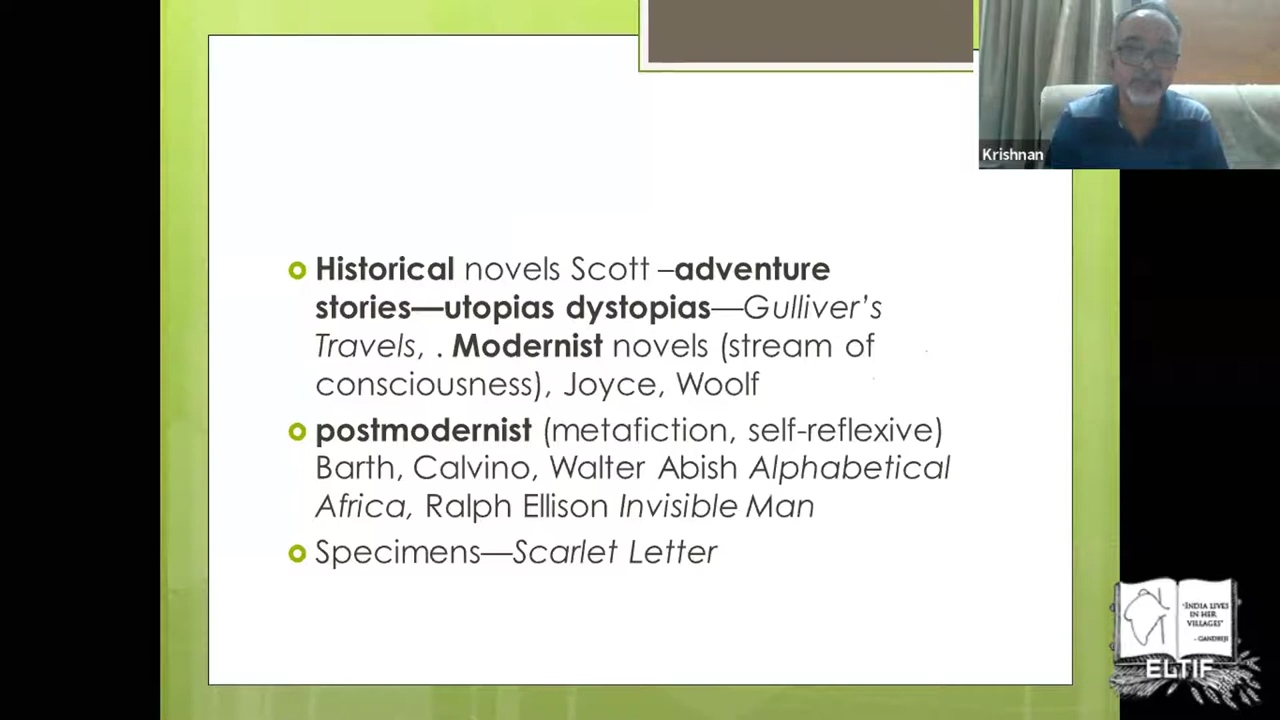 Krishnan
Historical novels Scott –adventure
stories—utopias dystopias—Gulliver's
Travels, . Modernist novels (stream of
consciousness), Joyce, Woolf
postmodernist (metafiction, self-reflexive)
Barth, Calvino, Walter Abish Alphabetical
Africa, Ralph Ellison Invisible Man
Specimens—Scarlet Letter
"INDIA LIVES
IN HER
VILLAGES"
- GANDHIJI
ELTIF